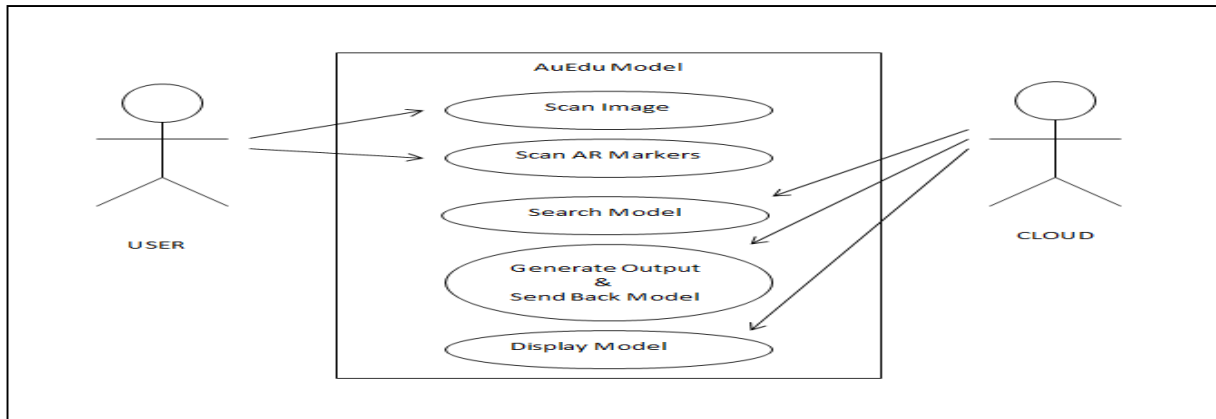 AuEdu Model
Scan Image
Scan AR Markers
Search Model
Generate Output
&
Send Back Model
Display Model
USER
CLOUD